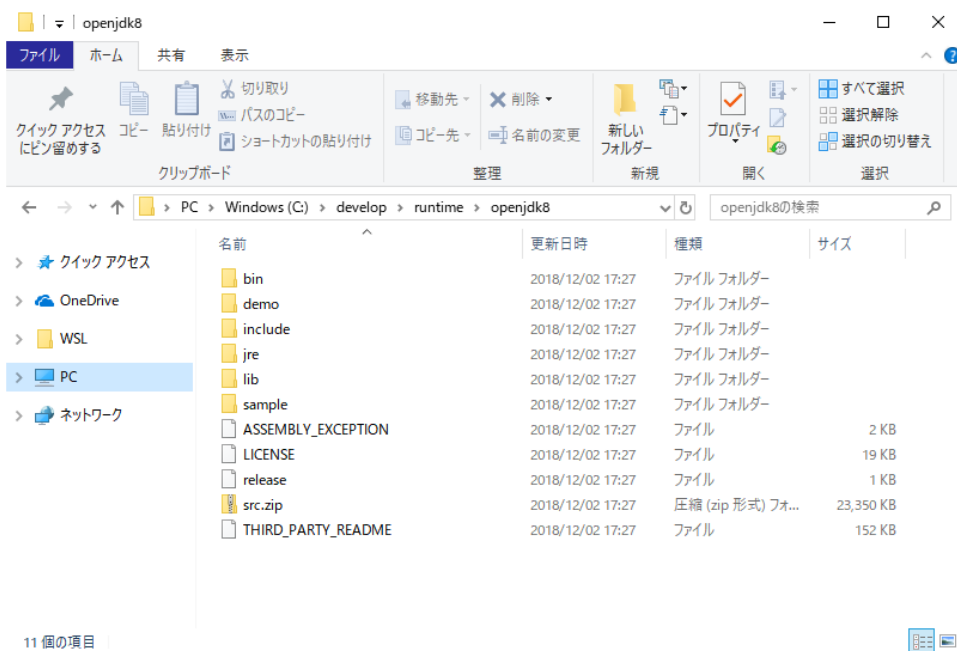 openjdk8
ファイル ホーム 共有 表示
クイック アクセス
にピン留めする
コピー
貼り付け
切り取り
パスのコピー
ショートカットの貼り付け
クリップボード
移動先
コピー先
削除
名前の変更
整理
新しい
フォルダー
新規
プロパティ
開く
すべて選択
選択解除
選択の切り替え
選択
PC Windows (C:) develop runtime openjdk8
openjdk8の検索
クイック アクセス
OneDrive
WSL
PC
ネットワーク
名前 更新日時 種類 サイズ
bin 2018/12/02 17:27 ファイル フォルダー
demo 2018/12/02 17:27 ファイル フォルダー
include 2018/12/02 17:27 ファイル フォルダー
jre 2018/12/02 17:27 ファイル フォルダー
lib 2018/12/02 17:27 ファイル フォルダー
sample 2018/12/02 17:27 ファイル フォルダー
ASSEMBLY_EXCEPTION 2018/12/02 17:27 ファイル 2 KB
LICENSE 2018/12/02 17:27 ファイル 19 KB
release 2018/12/02 17:27 ファイル 1 KB
src.zip 2018/12/02 17:27 圧縮 (zip 形式) フォ... 23,350 KB
THIRD_PARTY_README 2018/12/02 17:27 ファイル 152 KB
11 個の項目